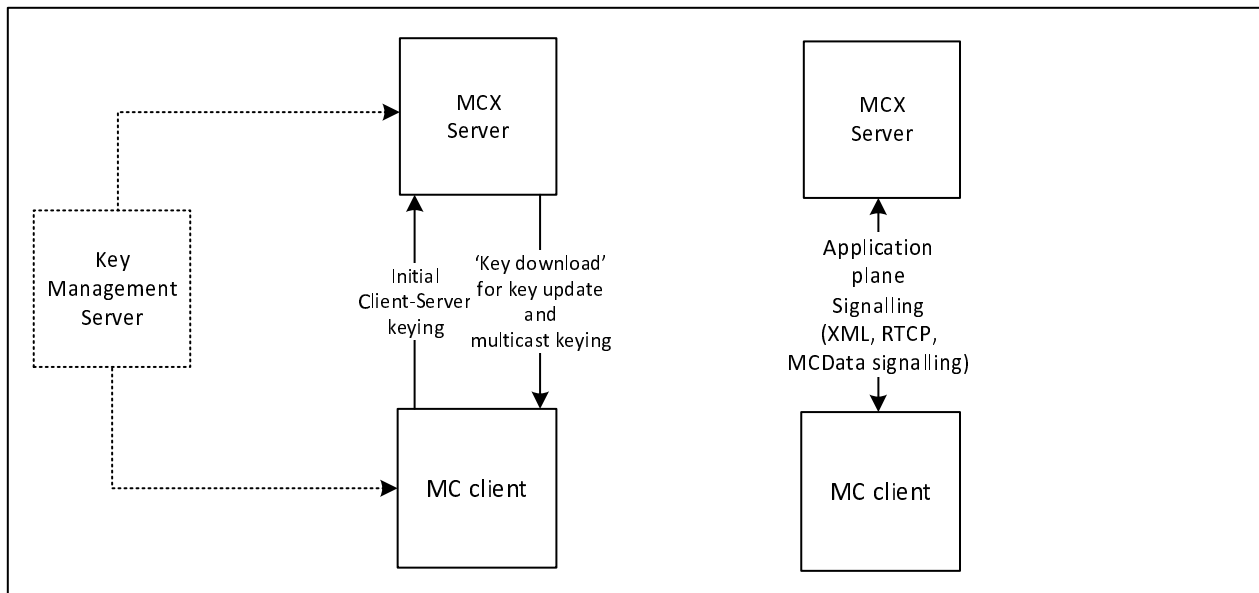 MCX
Server
MCX
Server
Key
Management
Server
Initial
Client-Server
keying
‘Key download’
for key update
and
multicast keying
Application
plane
Signalling
(XML, RTCP,
MCData signalling)
MC client
MC client